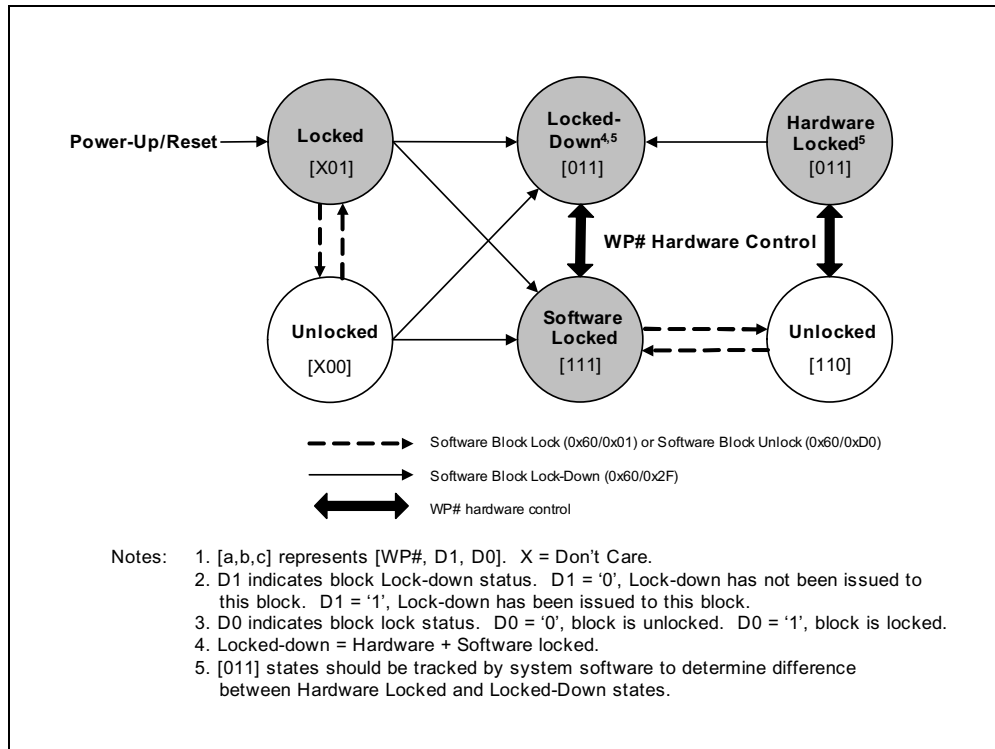 Power-Up/Reset
Locked
[X01]
Locked-
Down4,5
[011]
Hardware
Locked5
[011]
WP# Hardware Control
Unlocked
[X00]
Software
Locked
[111]
Unlocked
[110]
Software Block Lock (0x60/0x01) or Software Block Unlock (0x60/0xD0)
Software Block Lock-Down (0x60/0x2F)
WP# hardware control
Notes: 1. [a,b,c] represents [WP#, D1, D0]. X = Don't Care.
2. D1 indicates block Lock-down status. D1 = ‘0’, Lock-down has not been issued to
this block. D1 = ‘1’, Lock-down has been issued to this block.
3. D0 indicates block lock status. D0 = ‘0’, block is unlocked. D0 = ‘1’, block is locked.
4. Locked-down = Hardware + Software locked.
5. [011] states should be tracked by system software to determine difference
between Hardware Locked and Locked-Down states.